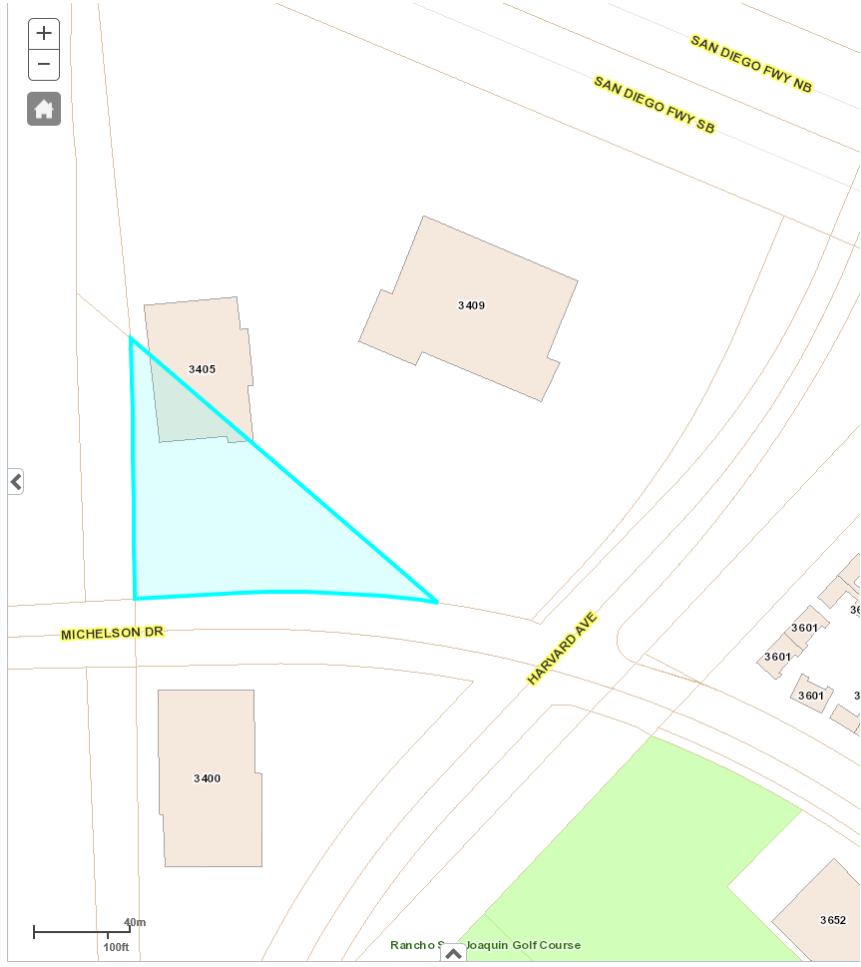 +
−
SAN DIEGO FWY NB
SAN DIEGO FWY SB
3409
3405
MICHELSON DR
HARVARD AVE
3601
3601
3601
3400
3652
40m
100ft
Rancho S Joaquin Golf Course